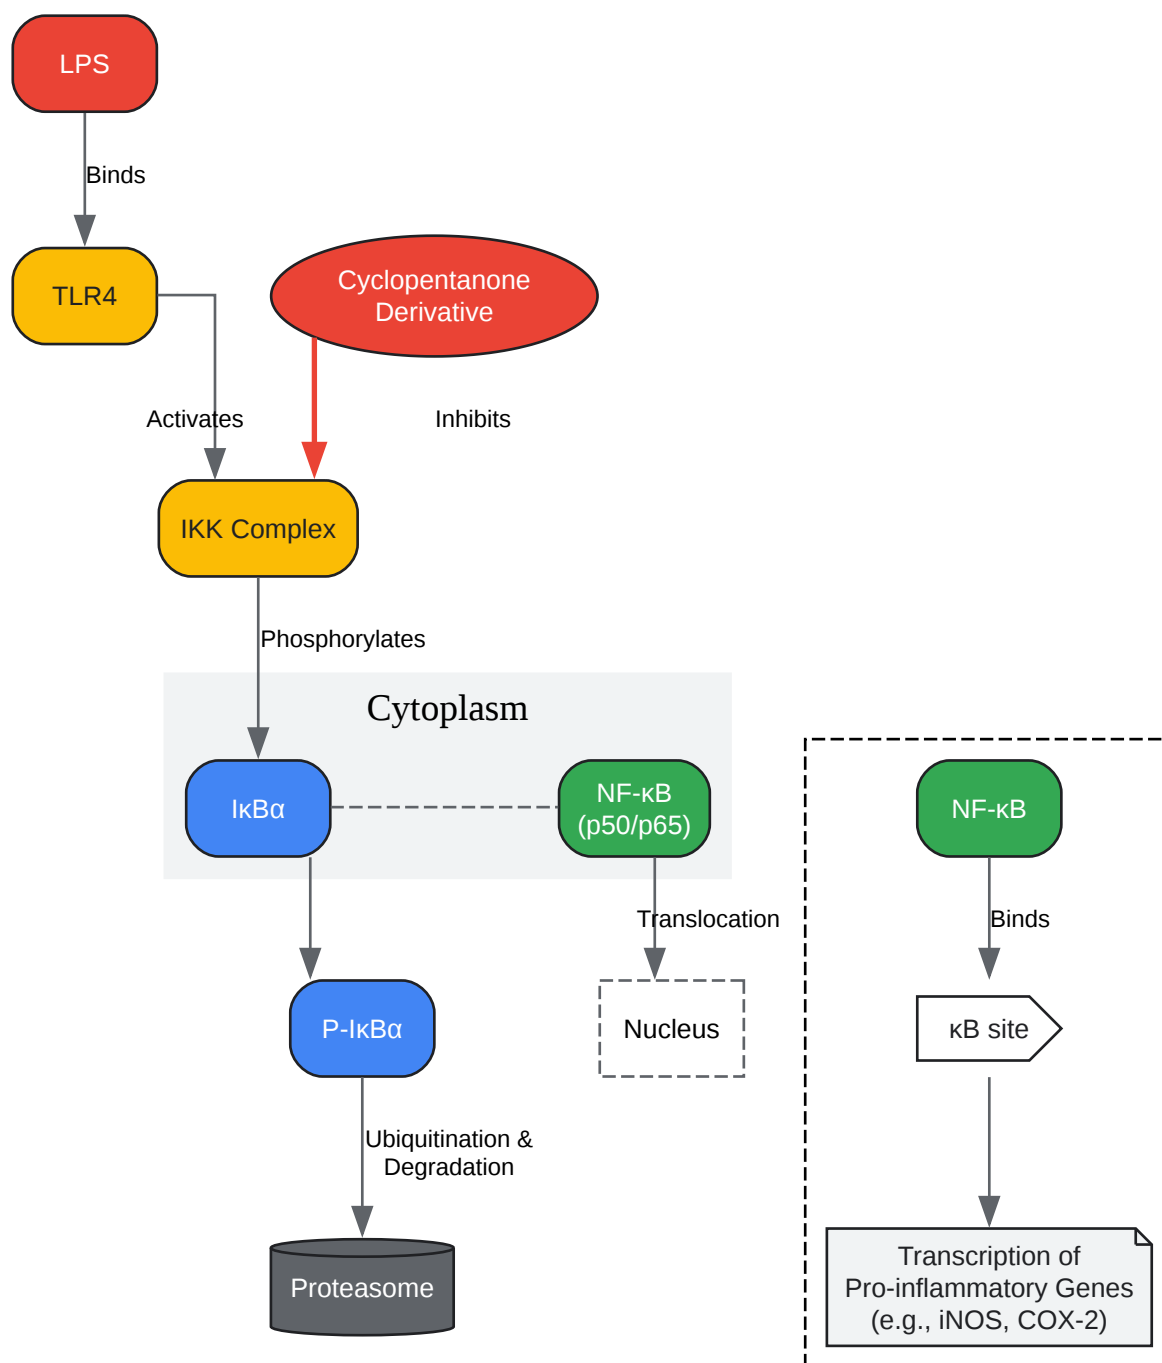 LPS
Binds
TLR4
Cyclopentanone
Derivative
Activates
Inhibits
IKK Complex
Phosphorylates
Cytoplasm
IκBα
NF-κB
(p50/p65)
NF-κB
Translocation
Binds
P-IκBα
Nucleus
κB site
Ubiquitination &
Degradation
Proteasome
Transcription of
Pro-inflammatory Genes
(e.g., iNOS, COX-2)